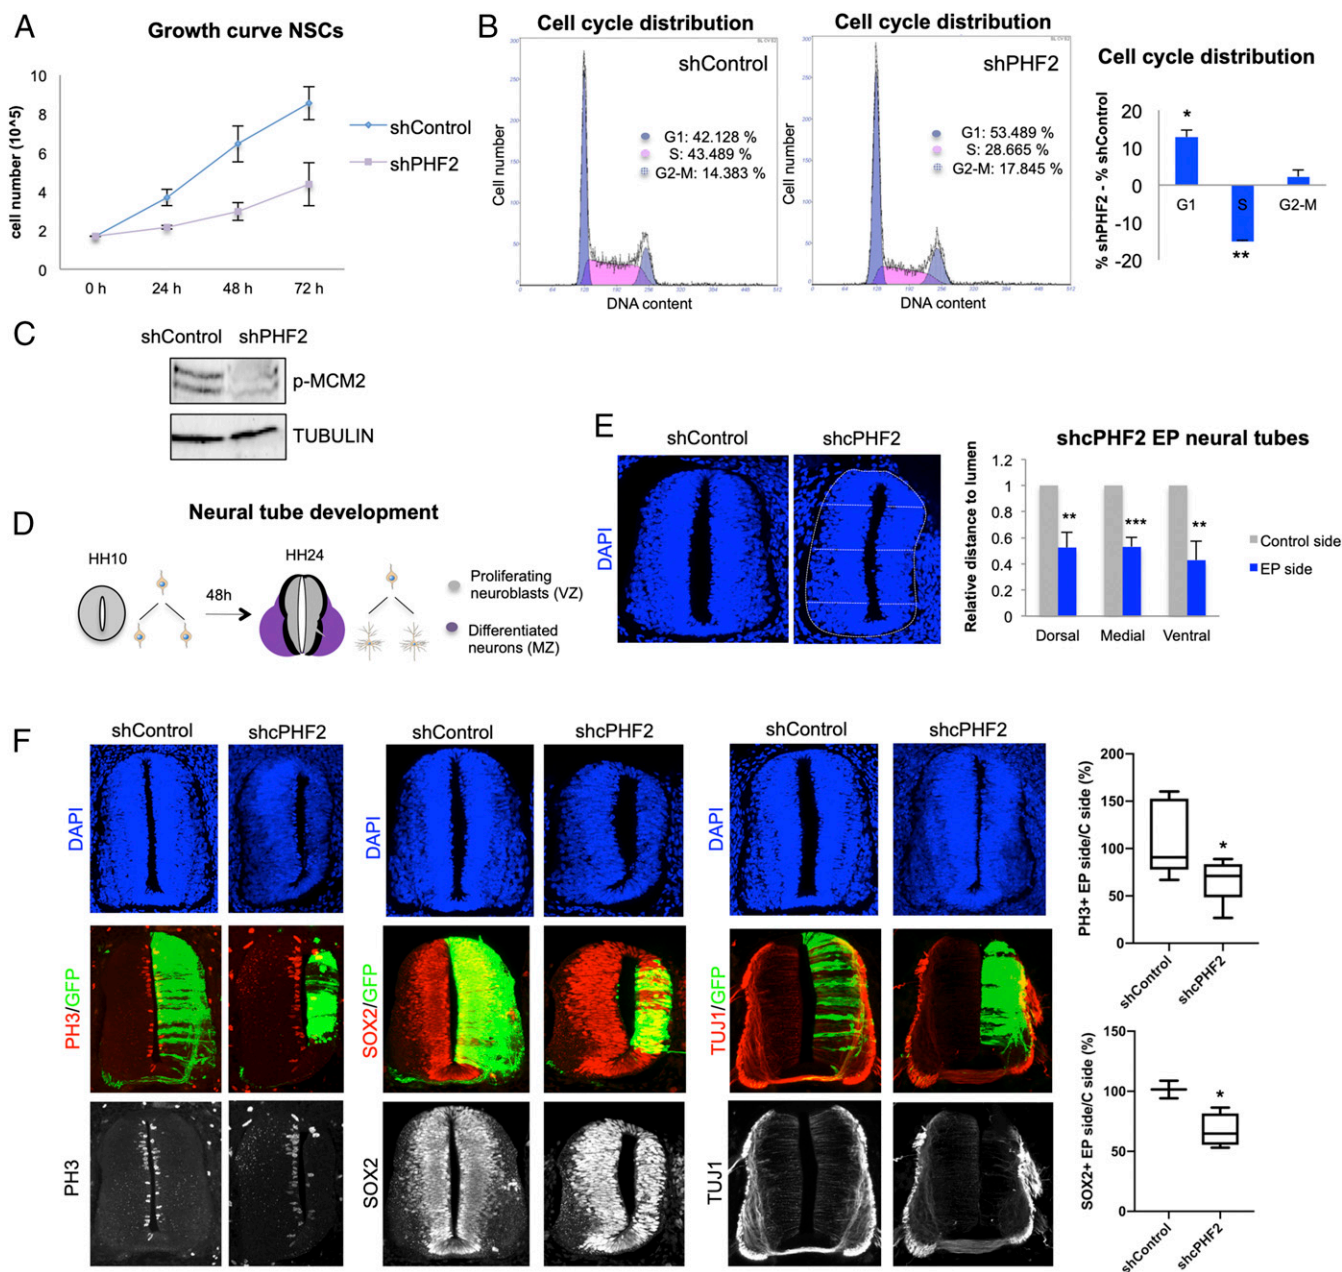 A
Growth curve NSCs
cell number (10^5)
10
8
6
4
2
0
0 h
24 h
48 h
72 h
shControl
shPHF2
B
Cell cycle distribution
shControl
G1: 42.128 %
S: 43.489 %
G2-M: 14.383 %
Cell number
DNA content
Cell cycle distribution
shPHF2
G1: 53.489 %
S: 28.665 %
G2-M: 17.845 %
Cell number
DNA content
Cell cycle distribution
% shPHF2 - % shControl
20
10
0
-10
-20
*
**
G1
S
G2-M
C
shControl
shPHF2
p-MCM2
TUBULIN
D
Neural tube development
HH10
48h
HH24
Proliferating
neuroblasts (VZ)
Differentiated
neurons (MZ)
E
shControl
shcPHF2
DAPI
shcPHF2 EP neural tubes
Relative distance to lumen
1.2
1
0.8
0.6
0.4
0.2
0
**
***
**
Dorsal
Medial
Ventral
Control side
EP side
F
shControl
shcPHF2
shControl
shcPHF2
shControl
shcPHF2
DAPI
DAPI
DAPI
PH3/GFP
SOX2/GFP
TUJ1/GFP
PH3
SOX2
TUJ1
PH3+ EP side/C side (%)
200
150
100
50
0
*
shControl
shcPHF2
SOX2+ EP side/C side (%)
150
100
50
0
*
shControl
shcPHF2